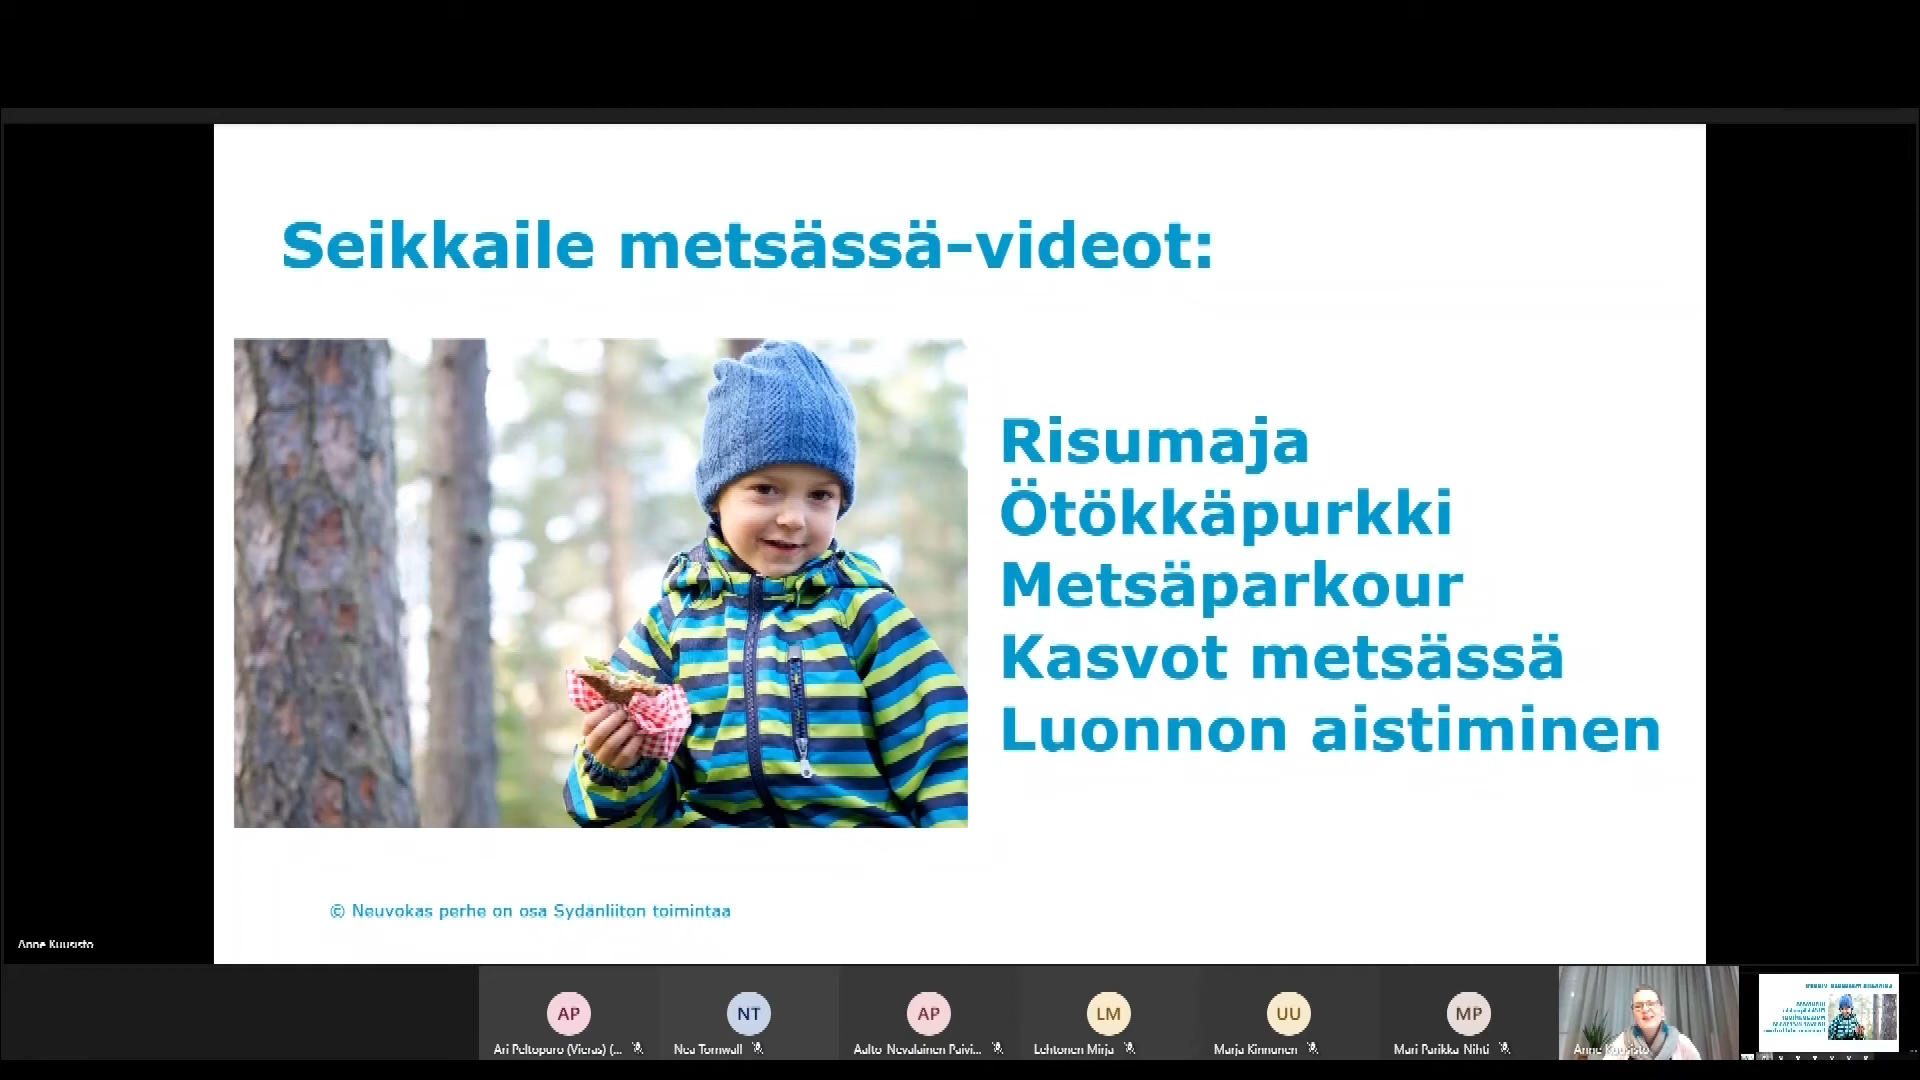 Seikkaile metsässä-videot:
Risumaja
Ötökkäpurkki
Metsäparkour
Kasvot metsässä
Luonnon aistiminen
© Neuvokas perhe on osa Sydänliiton toimintaa
Anne Kuusisto
AP
NT
AP
LM
UU
MP
Ari Peltopuro (Vieras) (...
Nea Tornwall
Aalto-Nevalainen Paivi...
Lehtonen Mirja
Marja Kinnunen
Mari Parikka-Nihti
Anne Kuusisto